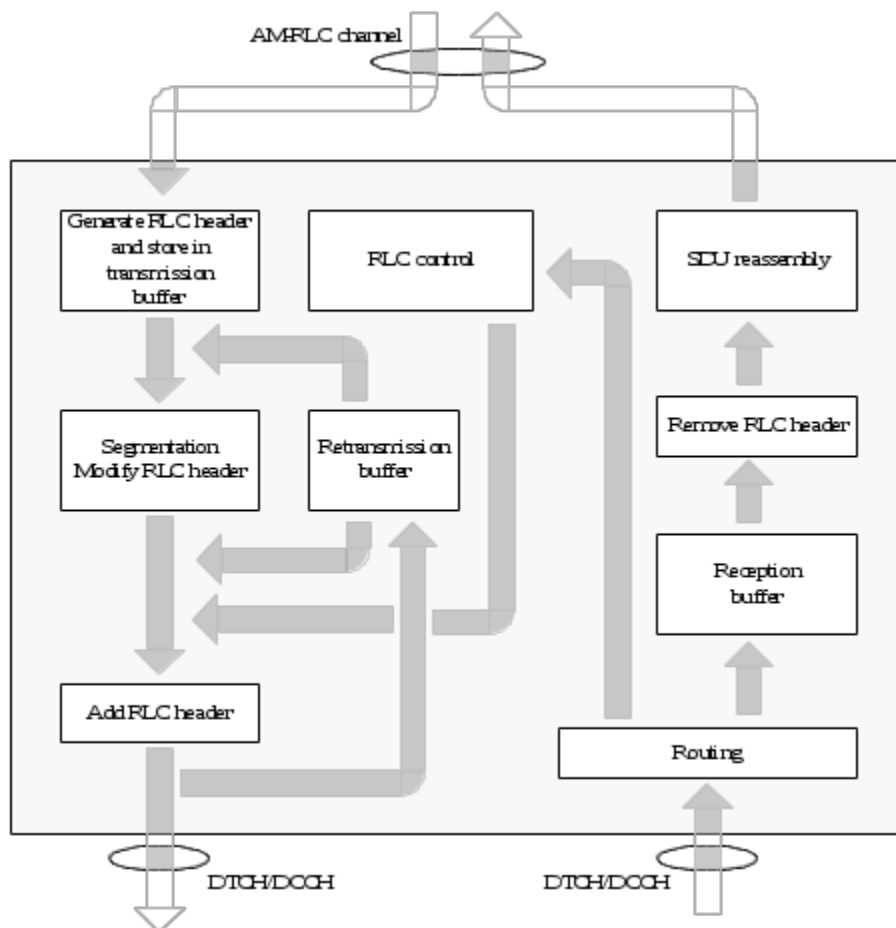 AM-RLC channel
Generate RLC header
and store in
transmission
buffer
RLC control
SDU reassembly
Segmentation
Modify RLC header
Retransmission
buffer
Remove RLC header
Reception
buffer
Add RLC header
Routing
DTCH/DCCH
DTCH/DCCH